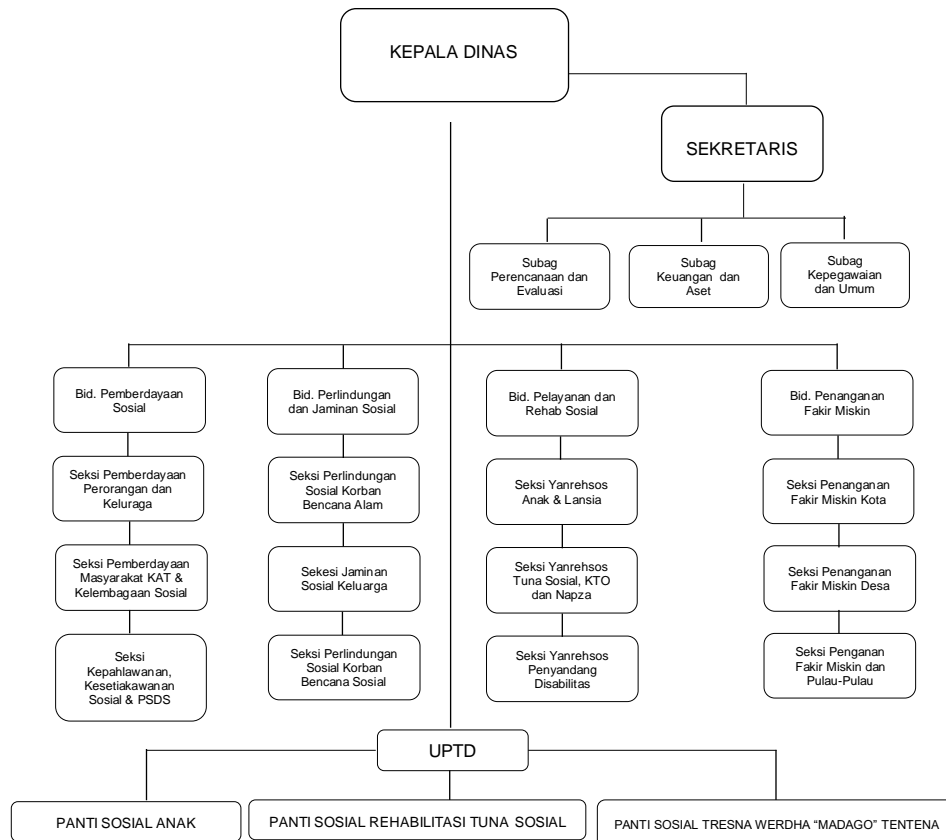 KEPALA DINAS
SEKRETARIS
Subag
Perencanaan dan
Evaluasi
Subag
Keuangan dan
Aset
Subag
Kepegawaian
dan Umum
Bid. Pemberdayaan
Sosial
Bid. Perlindungan
dan Jaminan Sosial
Bid. Pelayanan dan
Rehab Sosial
Bid. Penanganan
Fakir Miskin
Seksi Pemberdayaan
Perorangan dan
Keluraga
Seksi Perlindungan
Sosial Korban
Bencana Alam
Seksi Yanrehsos
Anak & Lansia
Seksi Penanganan
Fakir Miskin Kota
Seksi Pemberdayaan
Masyarakat KAT &
Kelembagaan Sosial
Sekesi Jaminan
Sosial Keluarga
Seksi Yanrehsos
Tuna Sosial, KTO
dan Napza
Seksi Penanganan
Fakir Miskin Desa
Seksi
Kepahlawanan,
Kesetiakawanan
Sosial & PSDS
Seksi Perlindungan
Sosial Korban
Bencana Sosial
Seksi Yanrehsos
Penyandang
Disabilitas
Seksi Penganan
Fakir Miskin dan
Pulau-Pulau
UPTD
PANTI SOSIAL ANAK
PANTI SOSIAL REHABILITASI TUNA SOSIAL
PANTI SOSIAL TRESNA WERDHA “MADAGO” TENTENA